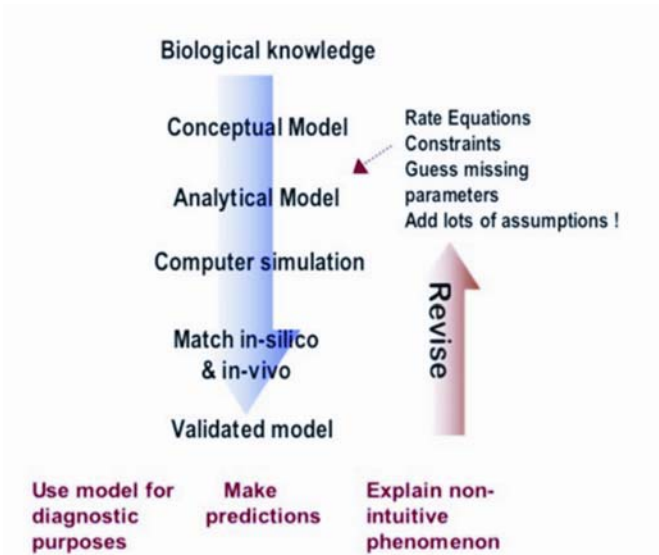 Biological knowledge
Conceptual Model
Analytical Model
Computer simulation
Match in-silico
& in-vivo
Validated model
Rate Equations
Constraints
Guess missing
parameters
Add lots of assumptions !
Revise
Use model for
diagnostic
purposes
Make
predictions
Explain non-
intuitive
phenomenon